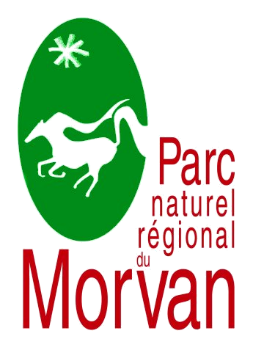 Parc
naturel
régional
du
Morvan